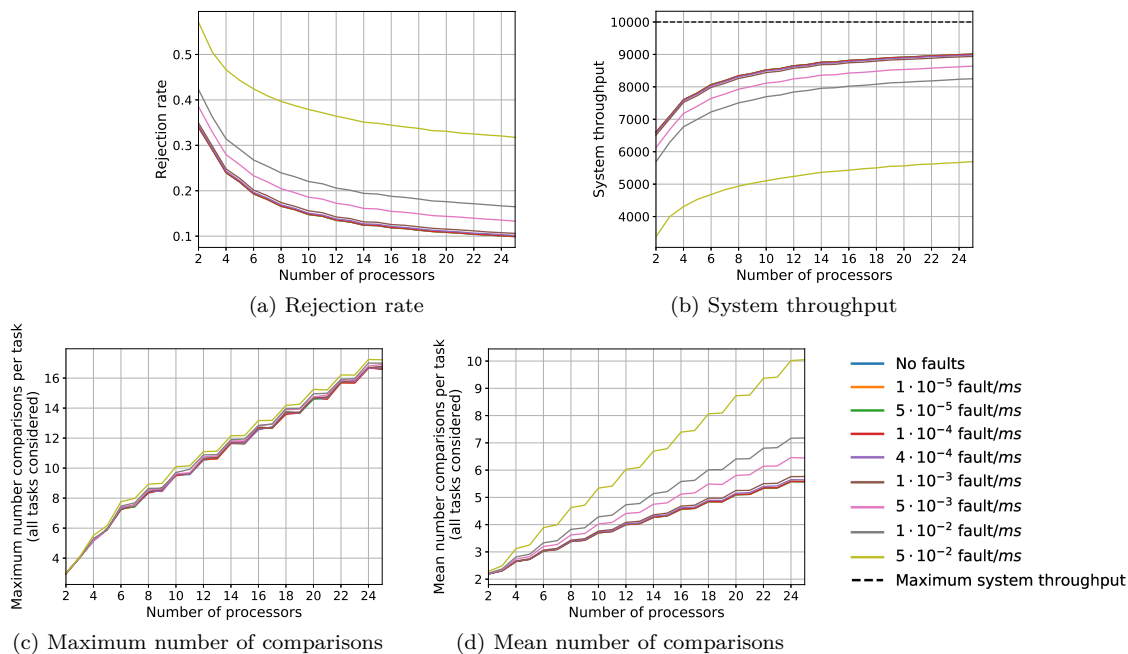 0.5
0.4
0.3
0.2
0.1
Rejection rate
2 4 6 8 10 12 14 16 18 20 22 24
Number of processors
(a) Rejection rate
10000
9000
8000
7000
6000
5000
4000
System throughput
2 4 6 8 10 12 14 16 18 20 22 24
Number of processors
(b) System throughput
Maximum number comparisons per task
(all tasks considered)
16
14
12
10
8
6
4
2 4 6 8 10 12 14 16 18 20 22 24
Number of processors
(c) Maximum number of comparisons
Mean number comparisons per task
(all tasks considered)
10
9
8
7
6
5
4
3
2
2 4 6 8 10 12 14 16 18 20 22 24
Number of processors
(d) Mean number of comparisons
No faults
1 · 10⁻⁵ fault/ms
5 · 10⁻⁵ fault/ms
1 · 10⁻⁴ fault/ms
4 · 10⁻⁴ fault/ms
1 · 10⁻³ fault/ms
5 · 10⁻³ fault/ms
1 · 10⁻² fault/ms
5 · 10⁻² fault/ms
Maximum system throughput